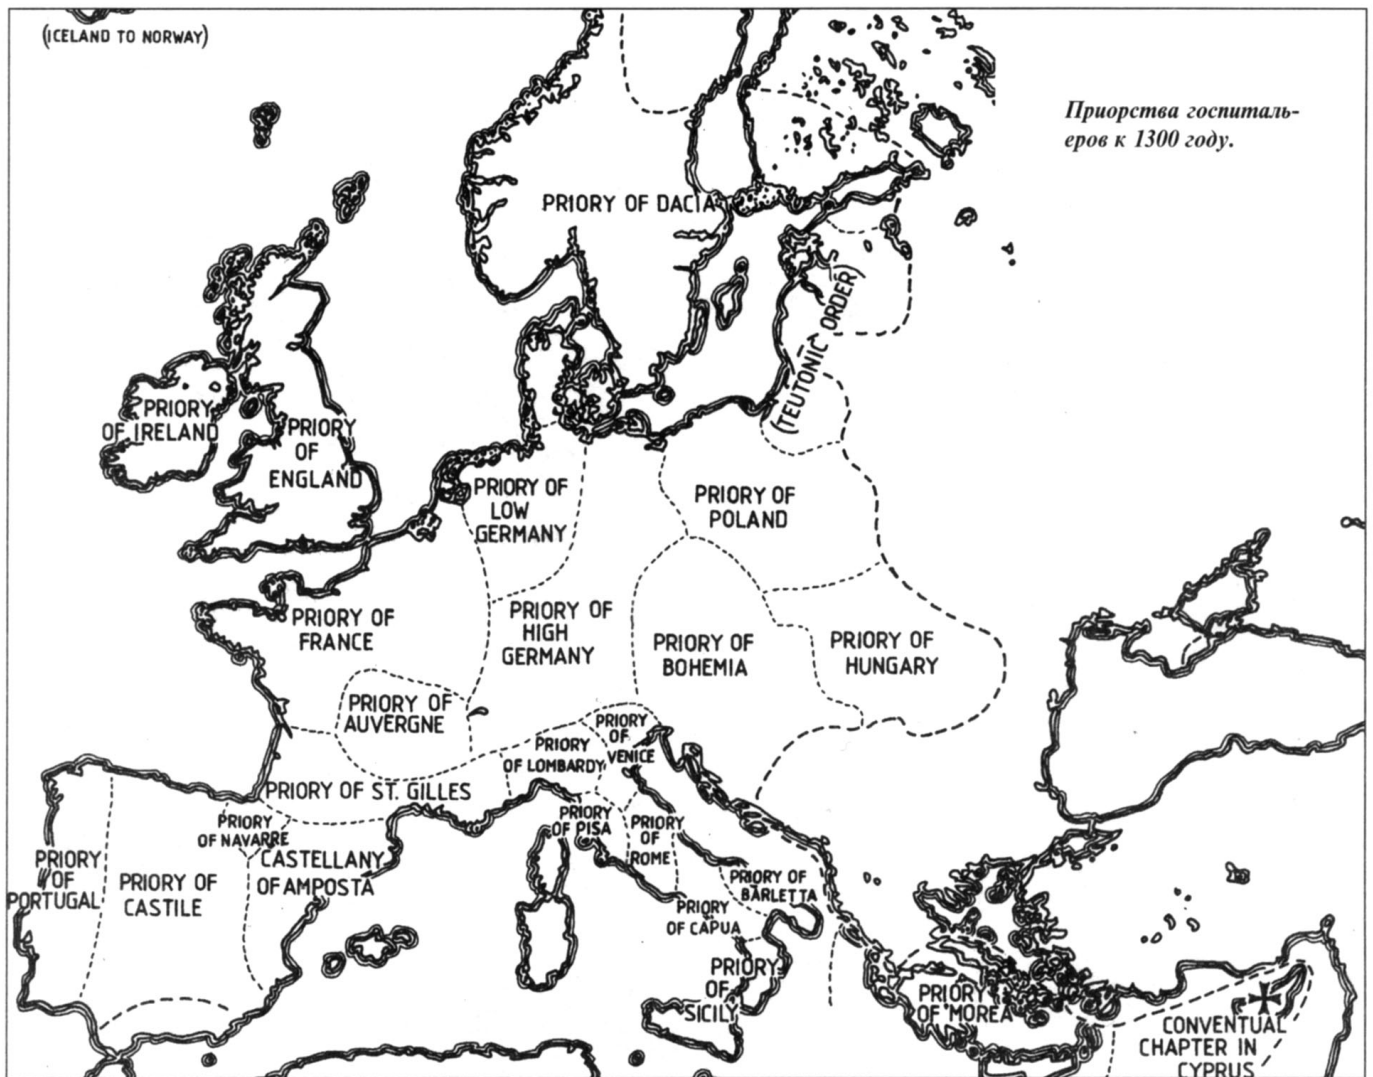 (ICELAND TO NORWAY)
Приорства госпиталь-
еров к 1300 году.
PRIORY OF DACIA
(TEUTONIC ORDER)
PRIORY
OF IRELAND
PRIORY
OF
ENGLAND
PRIORY OF
LOW
GERMANY
PRIORY OF
POLAND
PRIORY OF
FRANCE
PRIORY OF
HIGH
GERMANY
PRIORY OF
BOHEMIA
PRIORY OF
HUNGARY
PRIORY OF
AUVERGNE
PRIORY
OF
VENICE
PRIORY
OF LOMBARDY
PRIORY OF ST. GILLES
PRIORY
OF NAVARRE
PRIORY
OF PISA
PRIORY
OF
ROME
CASTELLANY
OF AMPOSTA
PRIORY
OF
PORTUGAL
PRIORY OF
CASTILE
PRIORY OF
BARLETTA
PRIORY
OF CAPUA
PRIORY
OF
SICILY
PRIORY
OF MOREA
CONVENTUAL
CHAPTER IN
CYPRUS